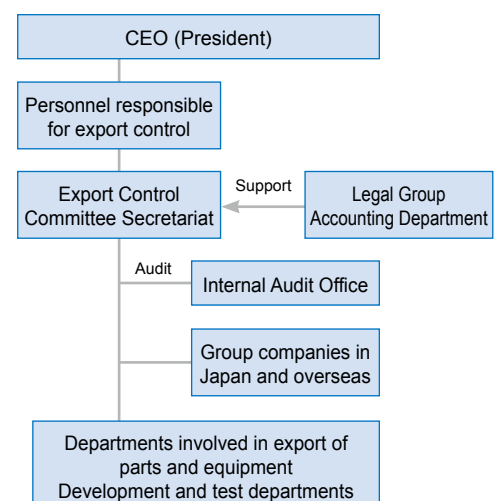 CEO (President)
Personnel responsible
for export control
Export Control
Committee Secretariat
Support
Legal Group
Accounting Department
Audit
Internal Audit Office
Group companies in
Japan and overseas
Departments involved in export of
parts and equipment
Development and test departments